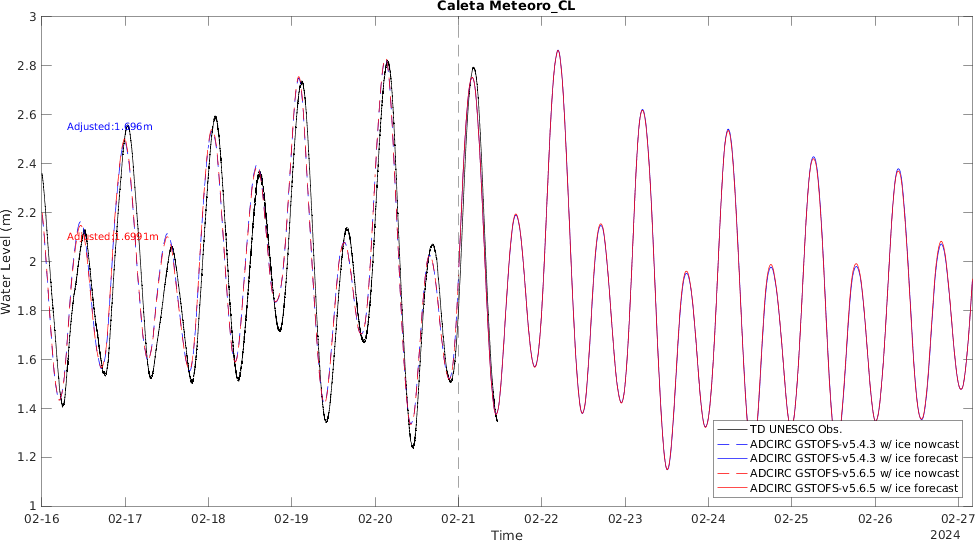 Caleta Meteoro_CL
Water Level (m)
3
2.8
2.6
2.4
2.2
2
1.8
1.6
1.4
1.2
1
Adjusted:1.696m
Adjusted:1.6991m
TD UNESCO Obs.
ADCIRC GSTOFS-v5.4.3 w/ ice nowcast
ADCIRC GSTOFS-v5.4.3 w/ ice forecast
ADCIRC GSTOFS-v5.6.5 w/ ice nowcast
ADCIRC GSTOFS-v5.6.5 w/ ice forecast
02-16 02-17 02-18 02-19 02-20 02-21 02-22 02-23 02-24 02-25 02-26 02-27
Time
2024